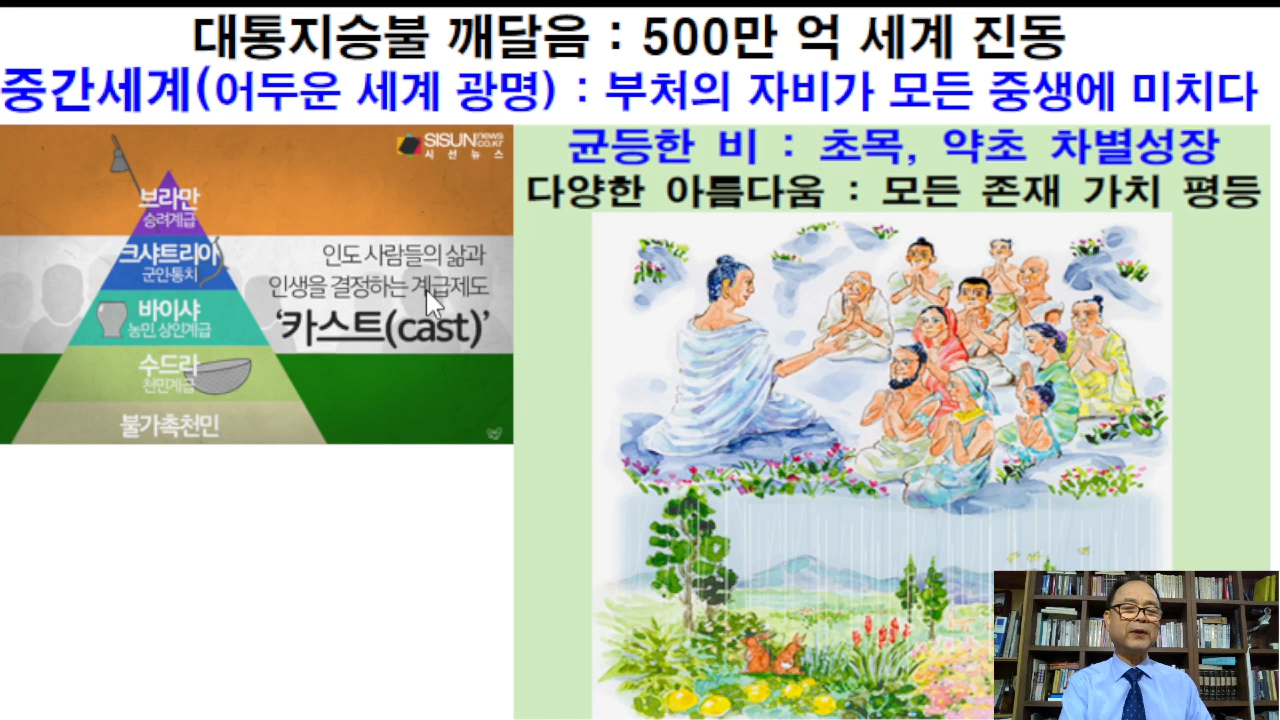 대통지승불 깨달음 : 500만 억 세계 진동
중간세계(어두운 세계 광명) : 부처의 자비가 모든 중생에 미치다
SISUN news
co.kr
시선뉴스
브라만
승려계급
크샤트리아
군인통치
바이샤
농민 상인계급
수드라
천민계급
불가촉천민
인도 사람들의 삶과
인생을 결정하는 계급제도
‘카스트(cast)’
균등한 비 : 초목, 약초 차별성장
다양한 아름다움 : 모든 존재 가치 평등